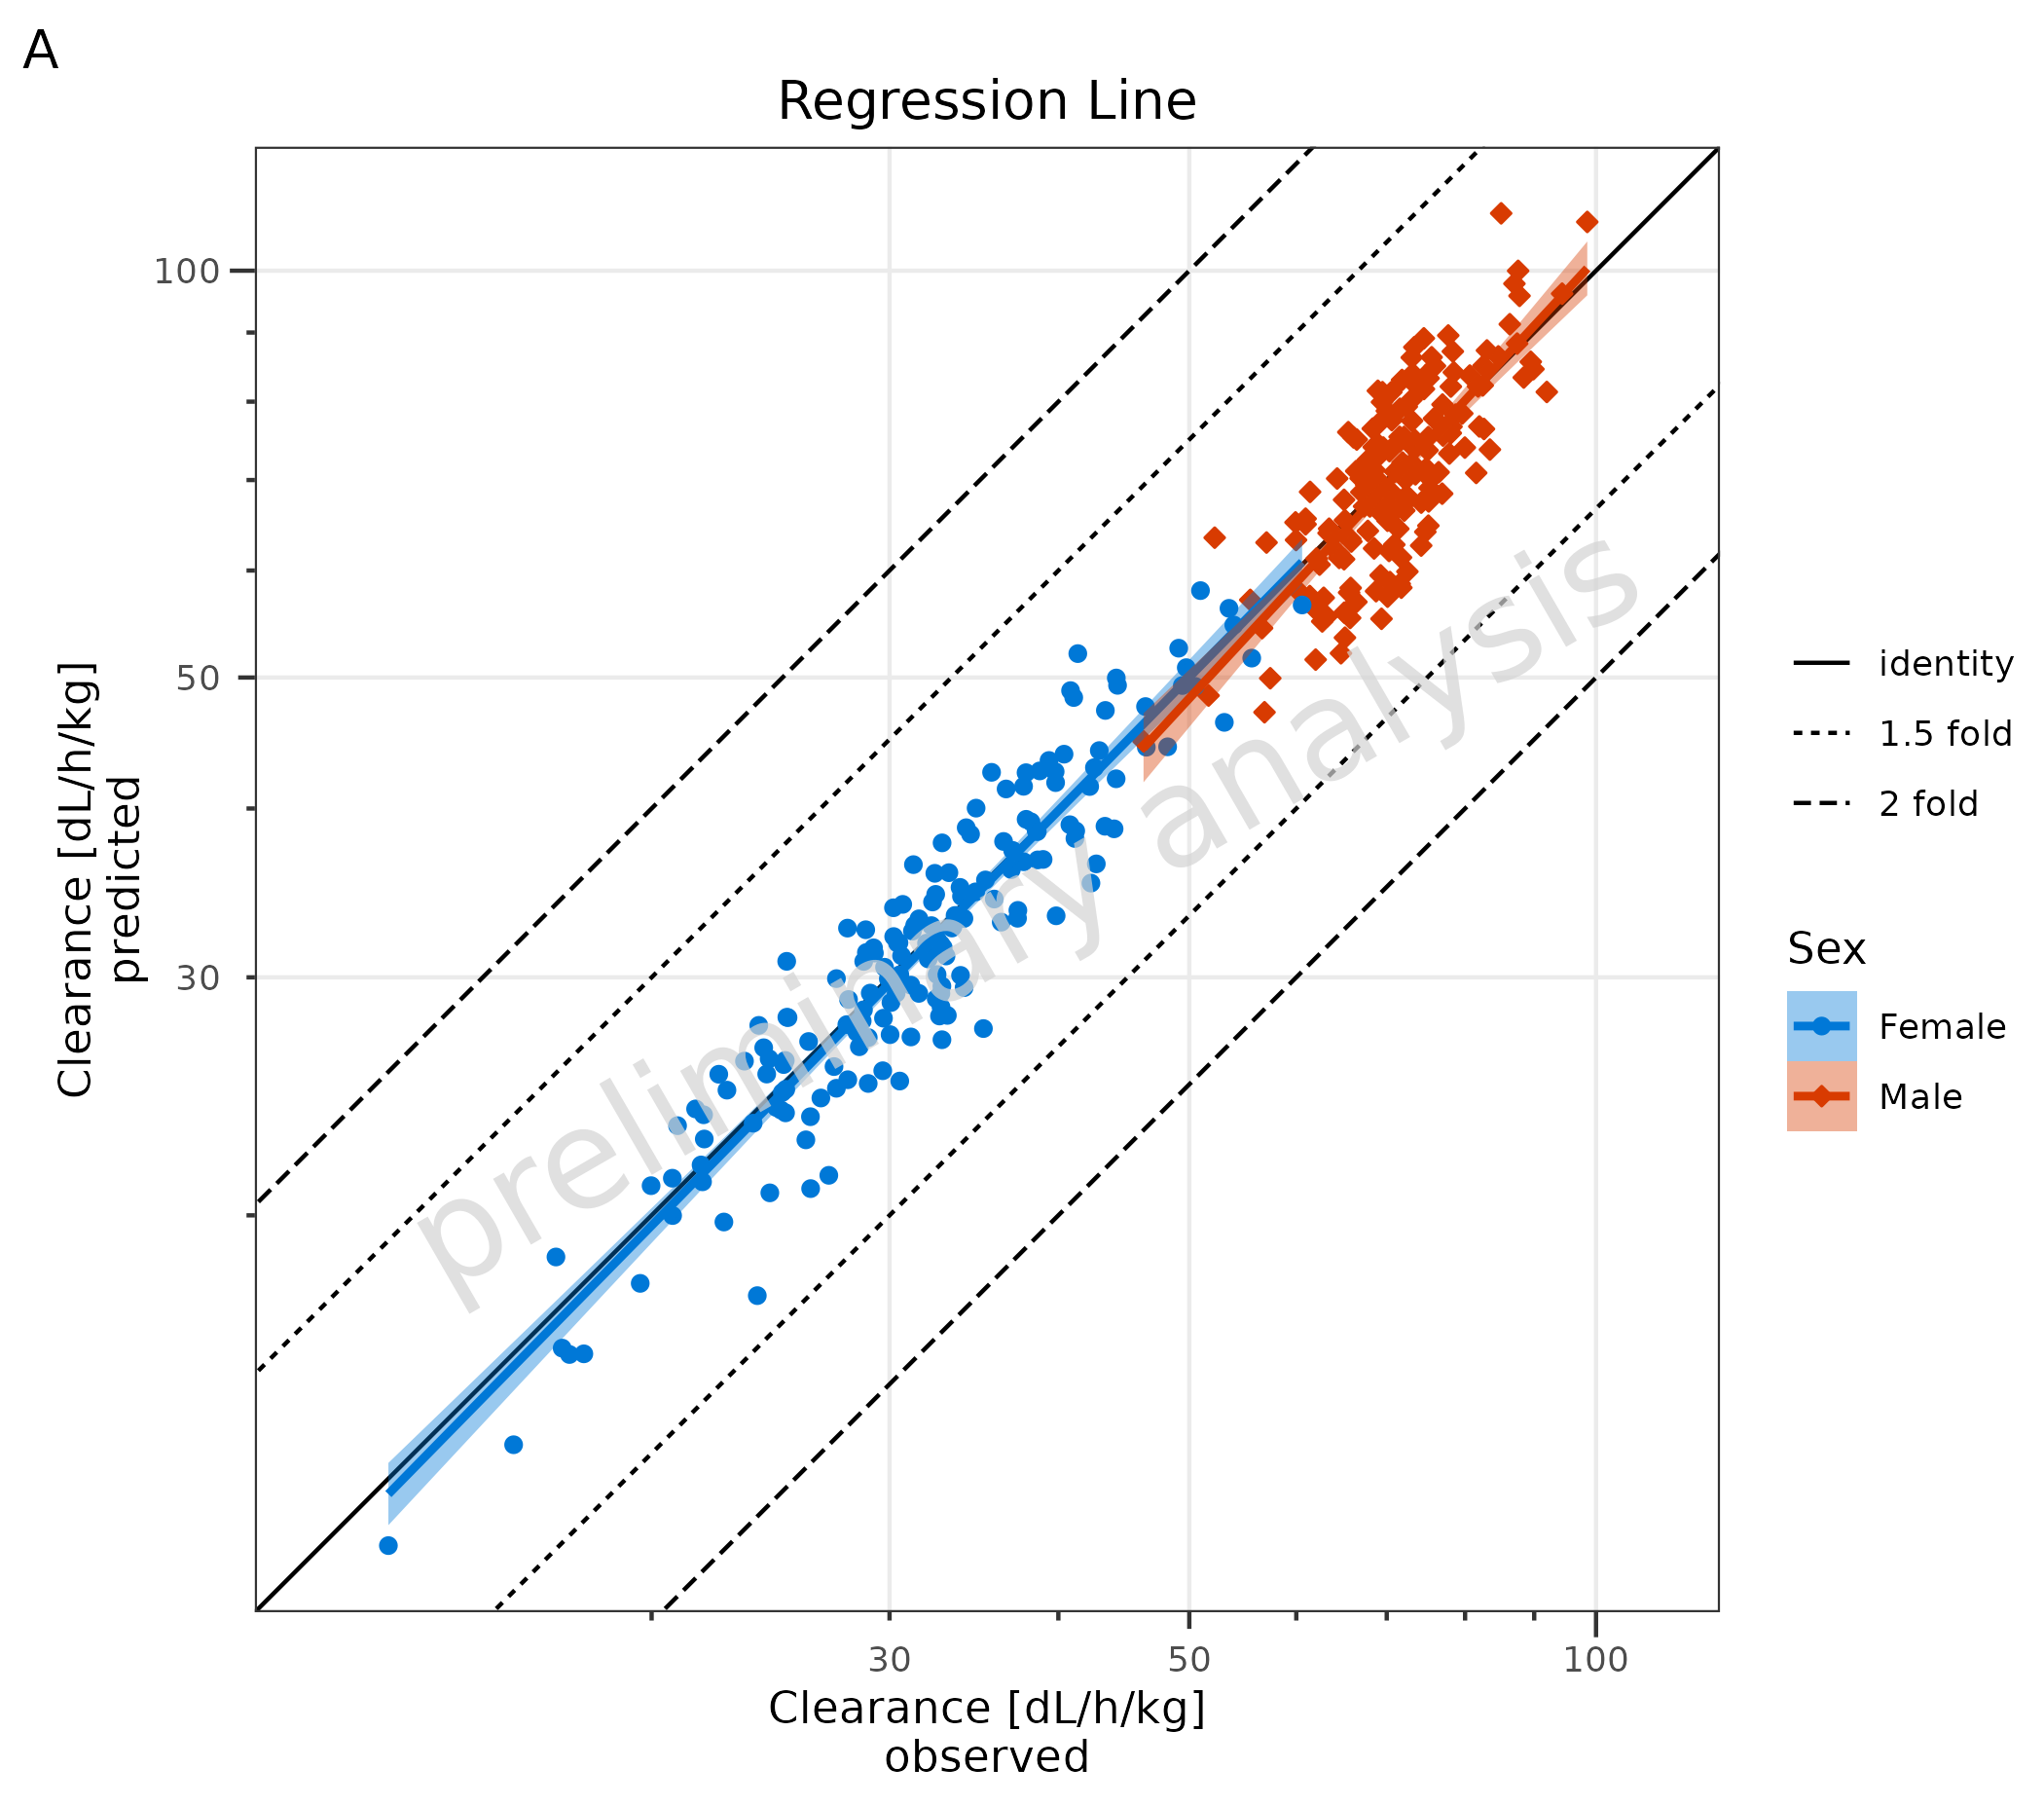 A
Regression Line
100
50
30
Clearance [dL/h/kg]
predicted
30
50
100
Clearance [dL/h/kg]
observed
preliminary analysis
identity
1.5 fold
2 fold
Sex
Female
Male